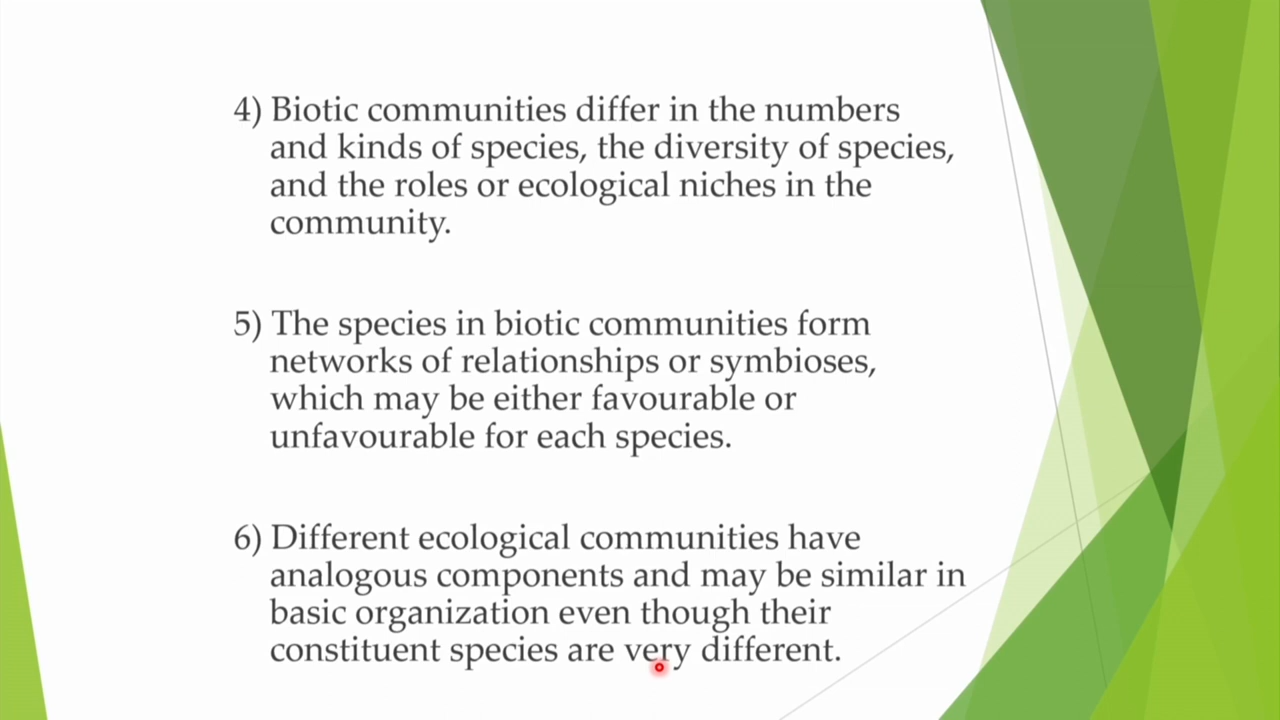 4) Biotic communities differ in the numbers
and kinds of species, the diversity of species,
and the roles or ecological niches in the
community.
5) The species in biotic communities form
networks of relationships or symbioses,
which may be either favourable or
unfavourable for each species.
6) Different ecological communities have
analogous components and may be similar in
basic organization even though their
constituent species are very different.